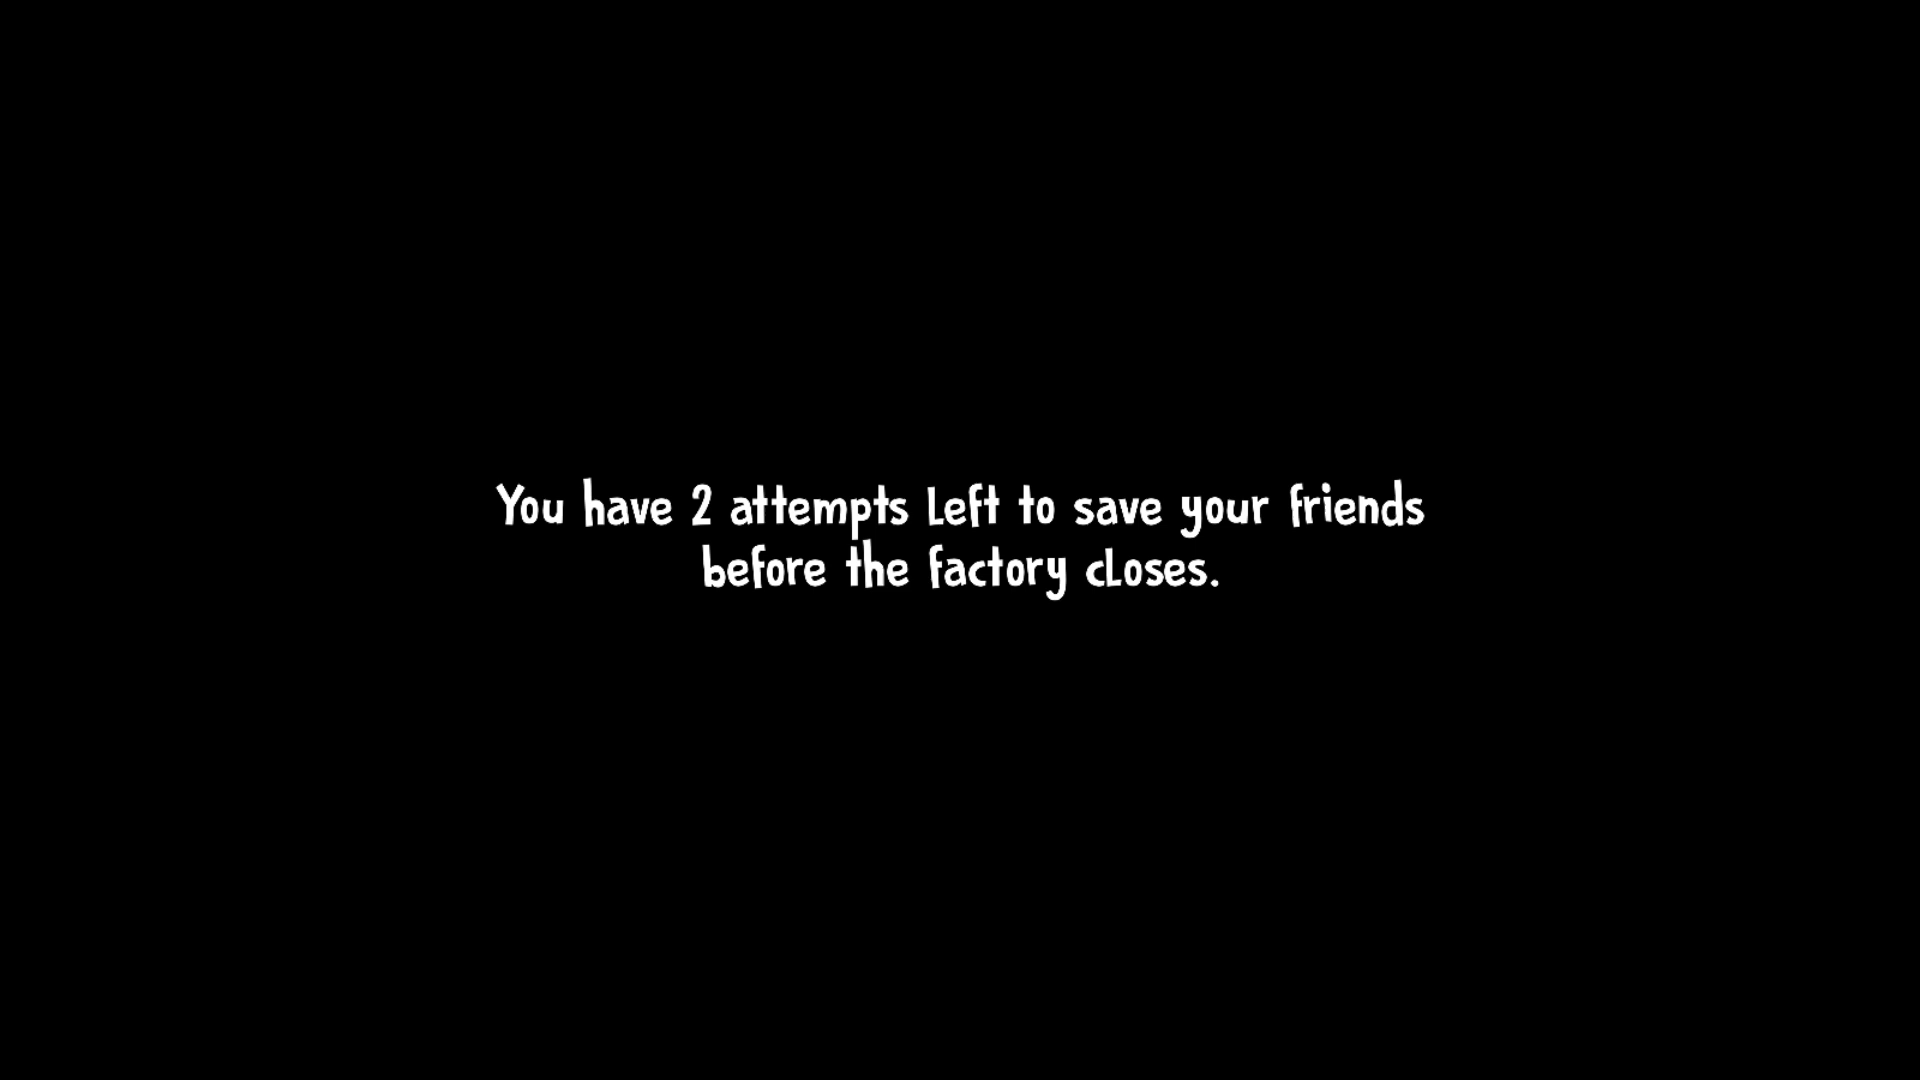 You have 2 attempts left to save your friends
before the factory closes.